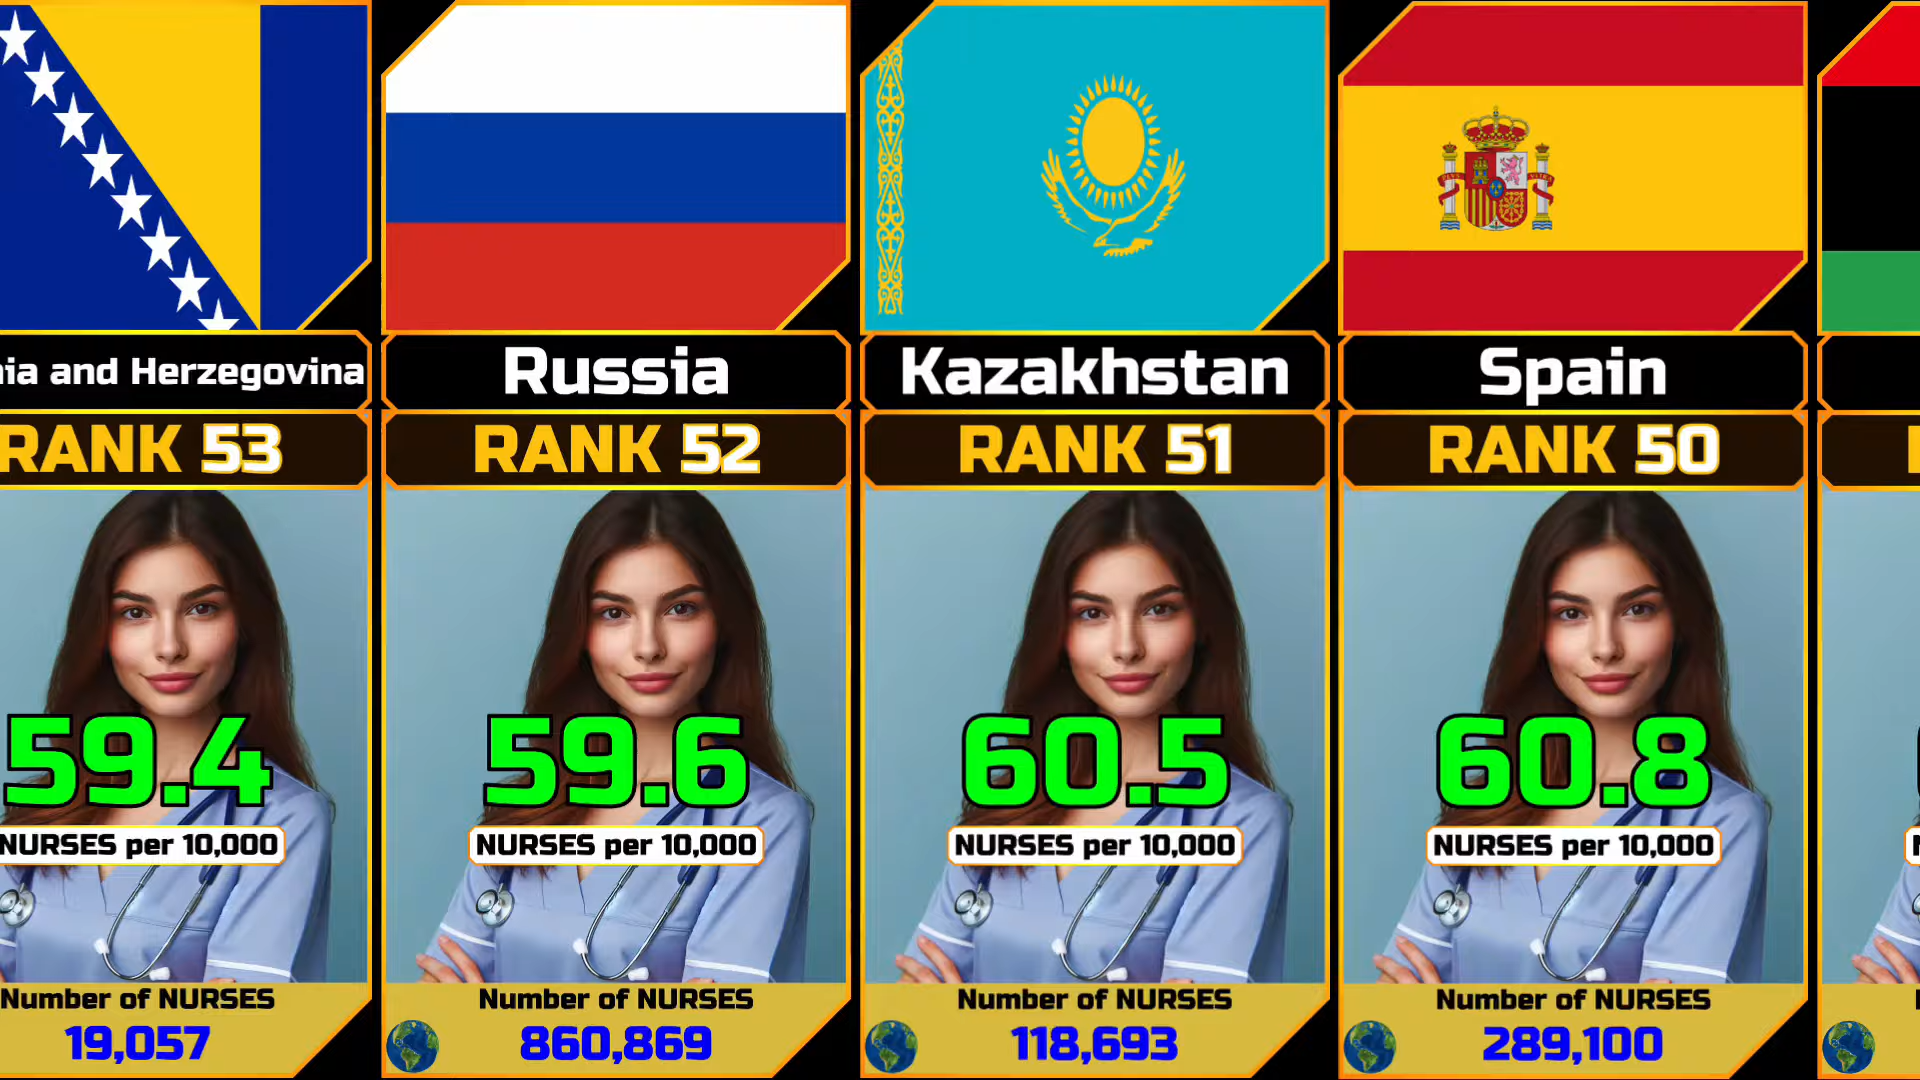 and Herzegovina
RANK 53
59.4
NURSES per 10,000
Number of NURSES
19,057
Russia
RANK 52
59.6
NURSES per 10,000
Number of NURSES
860,869
Kazakhstan
RANK 51
60.5
NURSES per 10,000
Number of NURSES
118,693
Spain
RANK 50
60.8
NURSES per 10,000
Number of NURSES
289,100